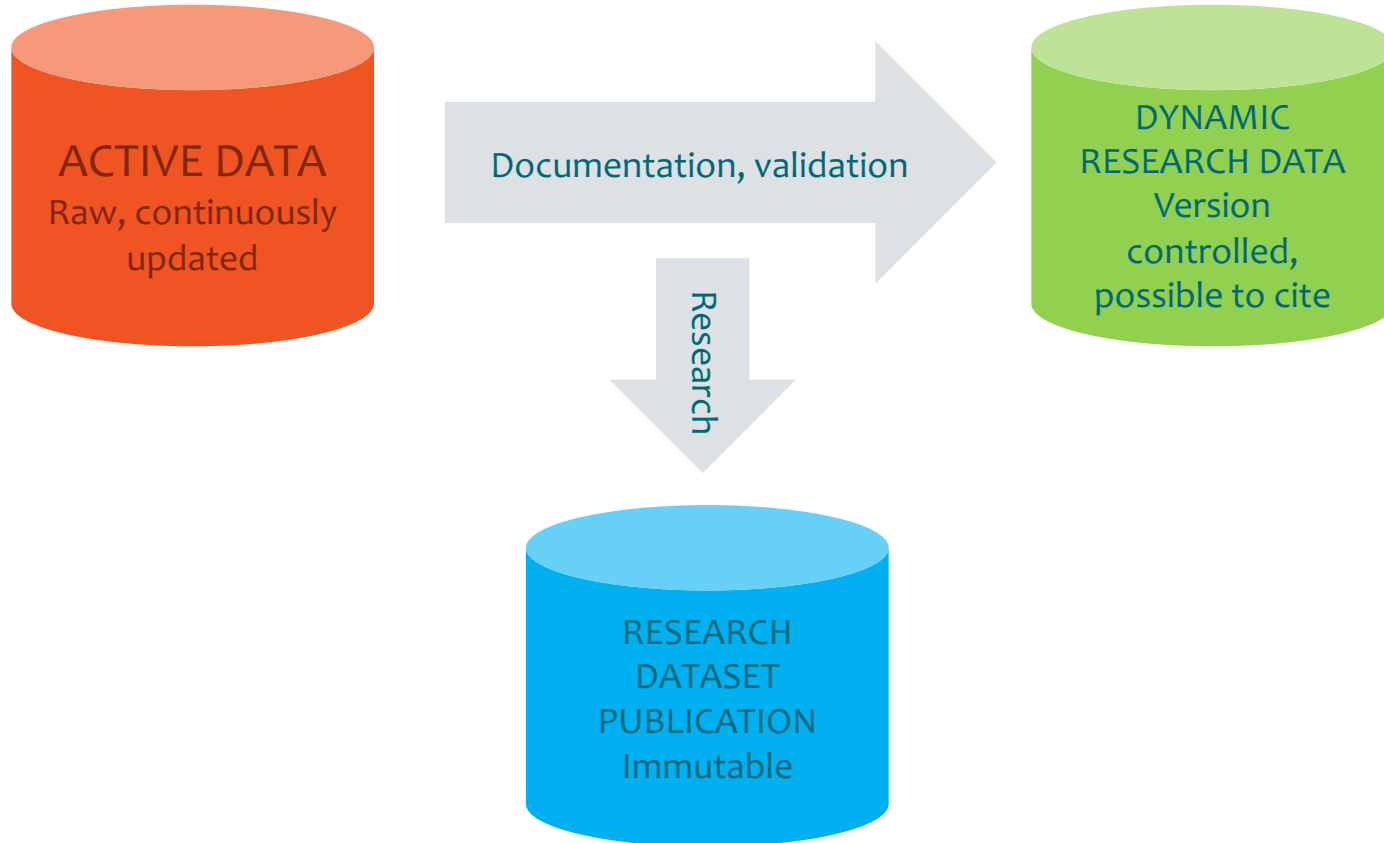 ACTIVE DATA
Raw, continuously
updated
Documentation, validation
DYNAMIC
RESEARCH DATA
Version
controlled,
possible to cite
Research
RESEARCH
DATASET
PUBLICATION
Immutable